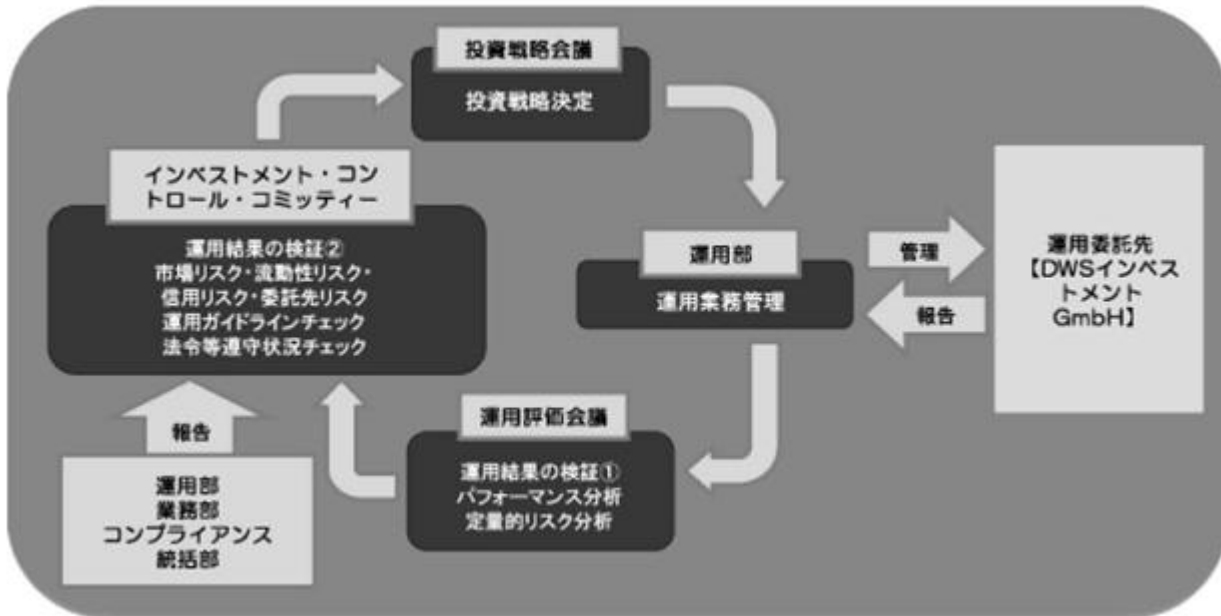 投資戦略会議
投資戦略決定
インベストメント・コン
トロール・コミッティー
運用結果の検証②
市場リスク・流動性リスク・
信用リスク・委託先リスク
運用ガイドラインチェック
法令等遵守状況チェック
運用部
運用業務管理
管理
報告
運用委託先
【DWSインベス
トメント
GmbH】
運用評価会議
運用結果の検証①
パフォーマンス分析
定量的リスク分析
報告
運用部
業務部
コンプライアンス
統括部